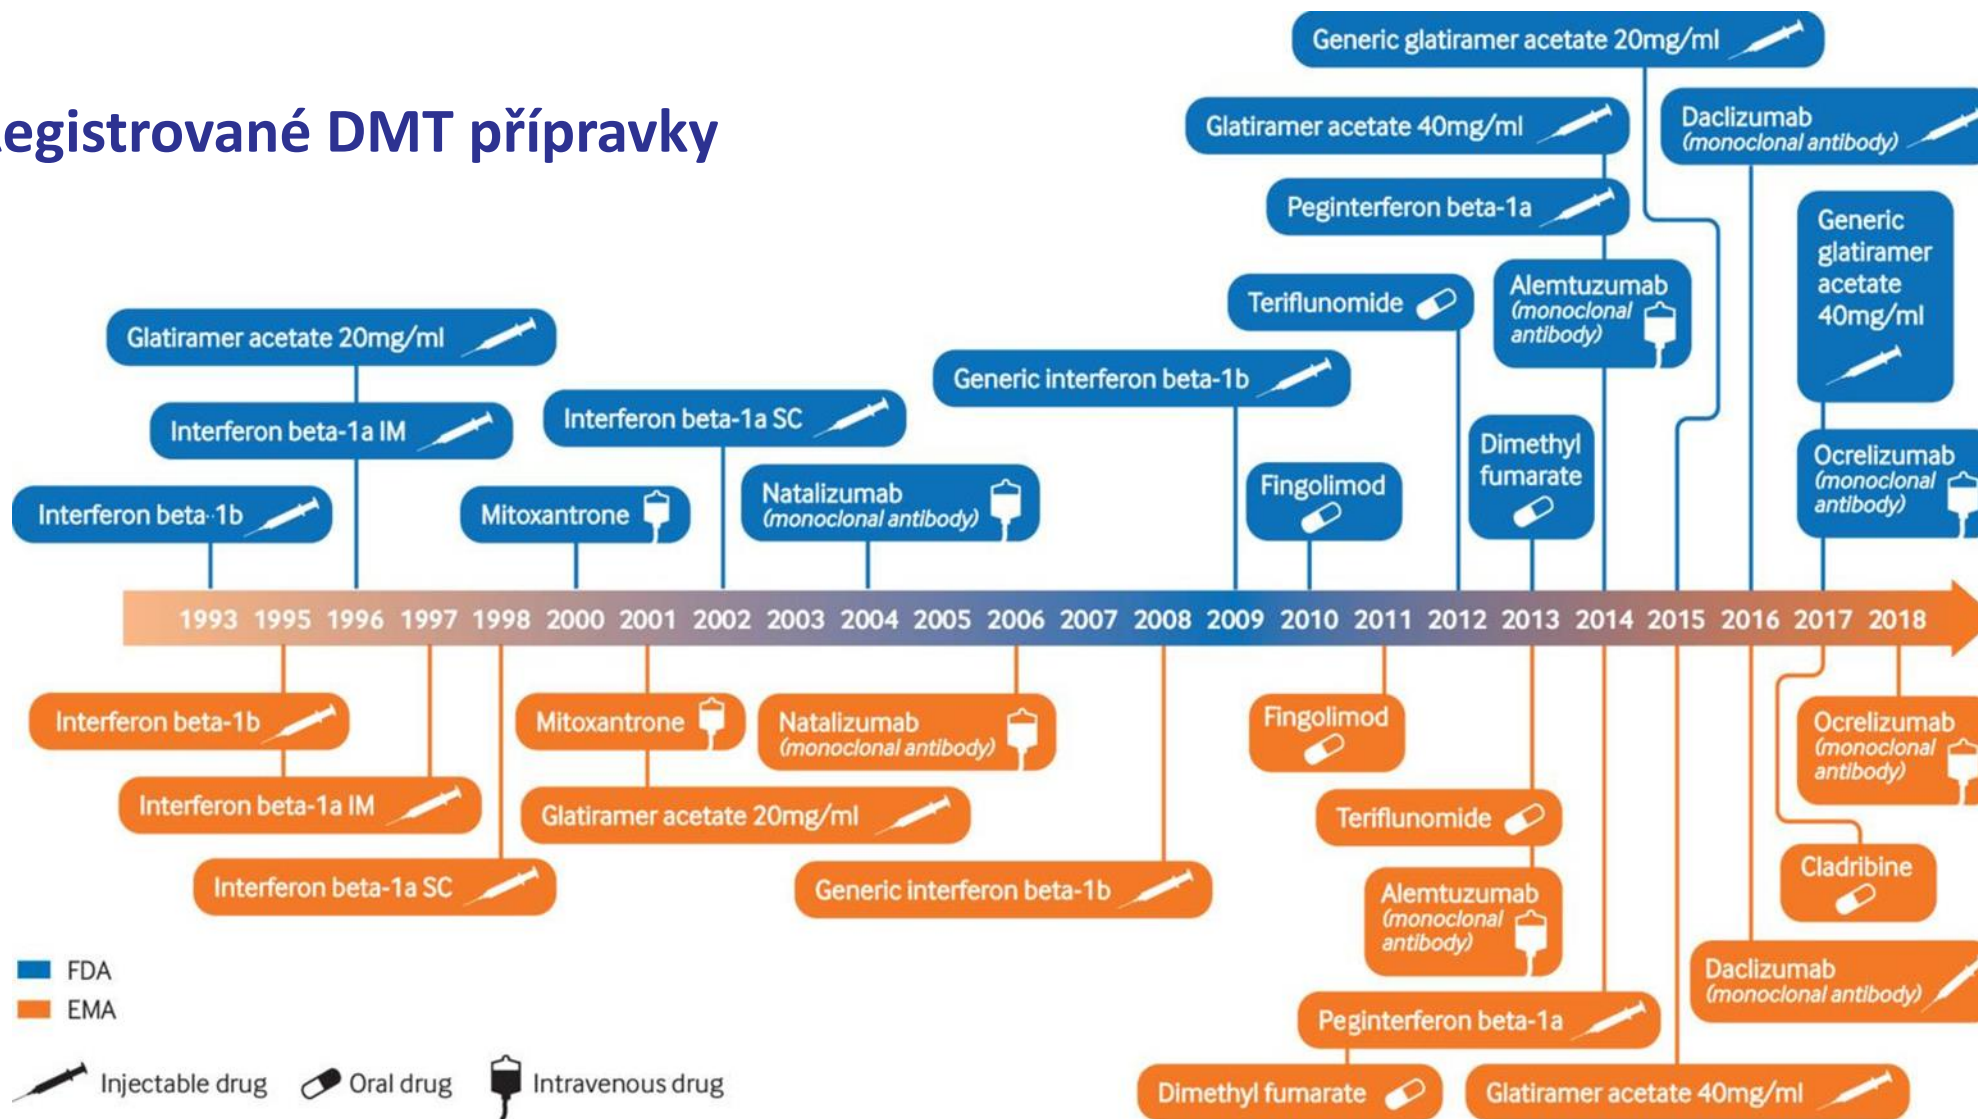 egistrované DMT přípravky
Generic glatiramer acetate 20mg/ml
Glatiramer acetate 40mg/ml
Daclizumab
(monoclonal antibody)
Peginterferon beta-1a
Generic
glatiramer
acetate
40mg/ml
Teriflunomide
Alemtuzumab
(monoclonal
antibody)
Glatiramer acetate 20mg/ml
Generic interferon beta-1b
Interferon beta-1a IM
Interferon beta-1a SC
Dimethyl
fumarate
Ocrelizumab
(monoclonal
antibody)
Interferon beta-1b
Mitoxantrone
Natalizumab
(monoclonal antibody)
Fingolimod
1993 1995 1996 1997 1998 2000 2001 2002 2003 2004 2005 2006 2007 2008 2009 2010 2011 2012 2013 2014 2015 2016 2017 2018
Interferon beta-1b
Mitoxantrone
Natalizumab
(monoclonal antibody)
Fingolimod
Ocrelizumab
(monoclonal
antibody)
Interferon beta-1a IM
Glatiramer acetate 20mg/ml
Teriflunomide
Interferon beta-1a SC
Generic interferon beta-1b
Alemtuzumab
(monoclonal
antibody)
Cladribine
Daclizumab
(monoclonal antibody)
Peginterferon beta-1a
Dimethyl fumarate
Glatiramer acetate 40mg/ml
FDA
EMA
Injectable drug
Oral drug
Intravenous drug